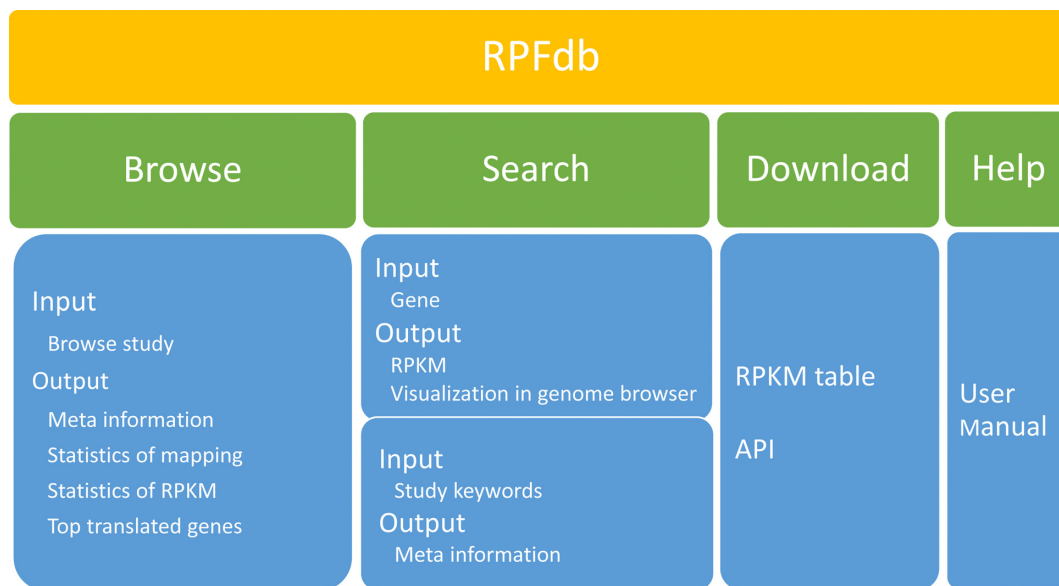 RPFdb
Browse
Search
Download
Help
Input
Browse study
Output
Meta information
Statistics of mapping
Statistics of RPKM
Top translated genes
Input
Gene
Output
RPKM
Visualization in genome browser
Input
Study keywords
Output
Meta information
RPKM table
API
User
Manual